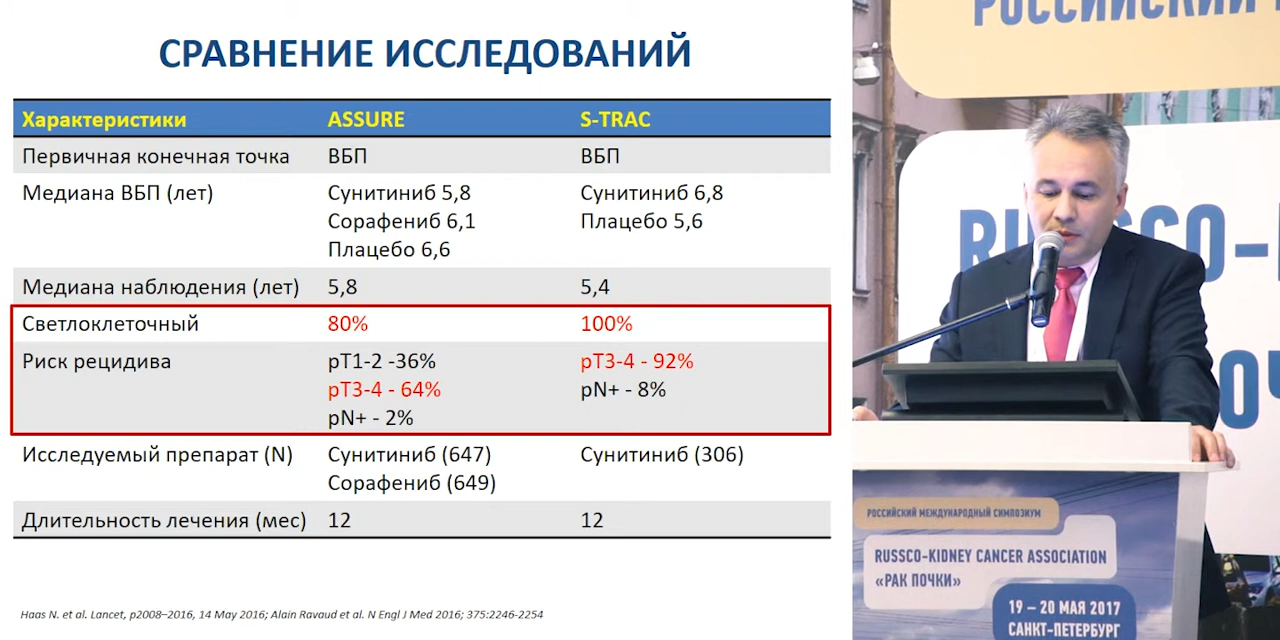 СРАВНЕНИЕ ИССЛЕДОВАНИЙ
Характеристики ASSURE S-TRAC
Первичная конечная точка ВБП ВБП
Медиана ВБП (лет) Сунитиниб 5,8 Сунитиниб 6,8
Сорафениб 6,1 Плацебо 5,6
Плацебо 6,6
Медиана наблюдения (лет) 5,8 5,4
Светлоклеточный 80% 100%
Риск рецидива pT1-2 -36% pT3-4 - 92%
pT3-4 - 64% pN+ - 8%
pN+ - 2%
Исследуемый препарат (N) Сунитиниб (647) Сунитиниб (306)
Сорафениб (649)
Длительность лечения (мес) 12 12
Haas N. et al. Lancet, p2008–2016, 14 May 2016; Alain Ravaud et al. N Engl J Med 2016; 375:2246-2254
РОССИЙСКИЙ
РОССИЙСКИЙ МЕЖДУНАРОДНЫЙ СИМПОЗИУМ
RUSSCO-KIDNEY CANCER ASSOCIATION
«РАК ПОЧКИ»
19 – 20 МАЯ 2017
САНКТ-ПЕТЕРБУРГ